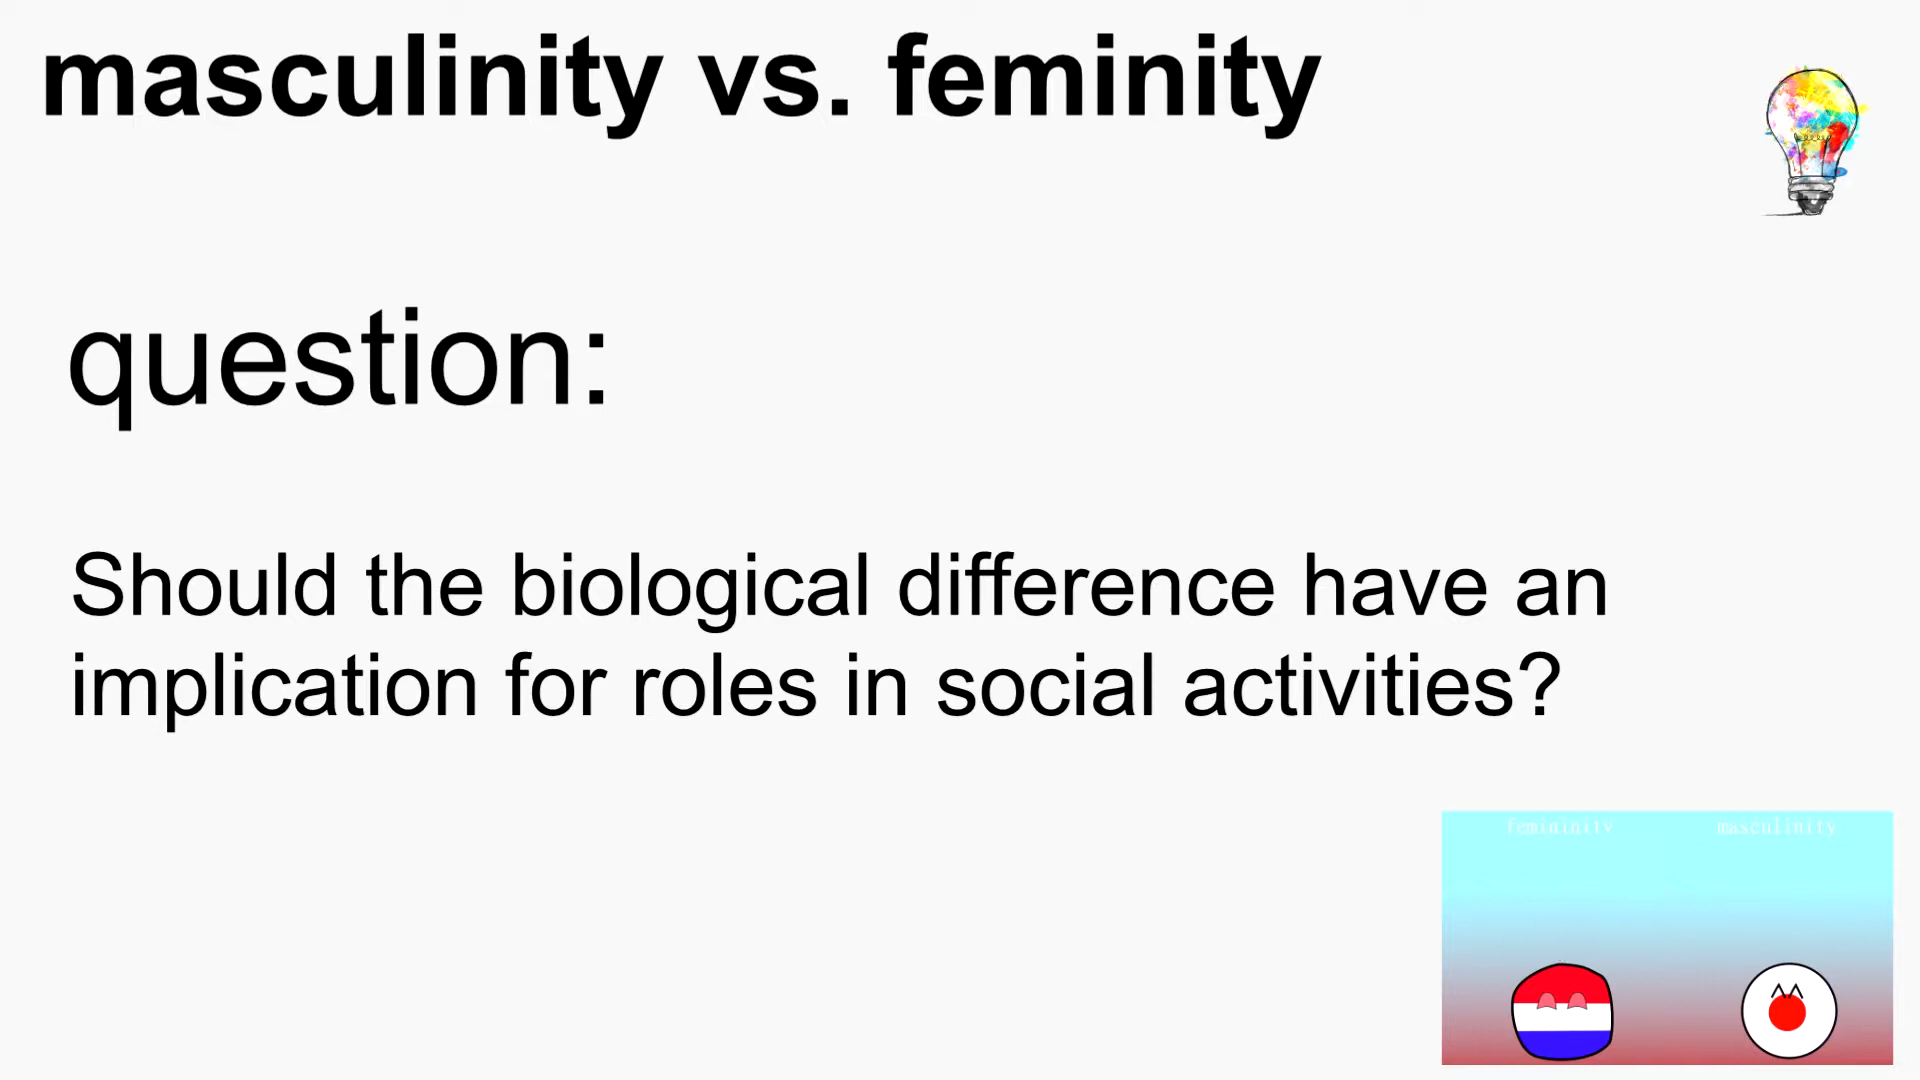 masculinity vs. feminity
question:
Should the biological difference have an
implication for roles in social activities?
femininity masculinity